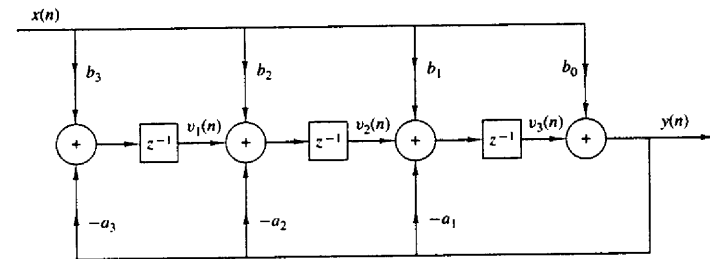 x(n)
b₃ b₂ b₁ b₀
+ z⁻¹ v₁(n) + z⁻¹ v₂(n) + z⁻¹ v₃(n) + y(n)
−a₃ −a₂ −a₁